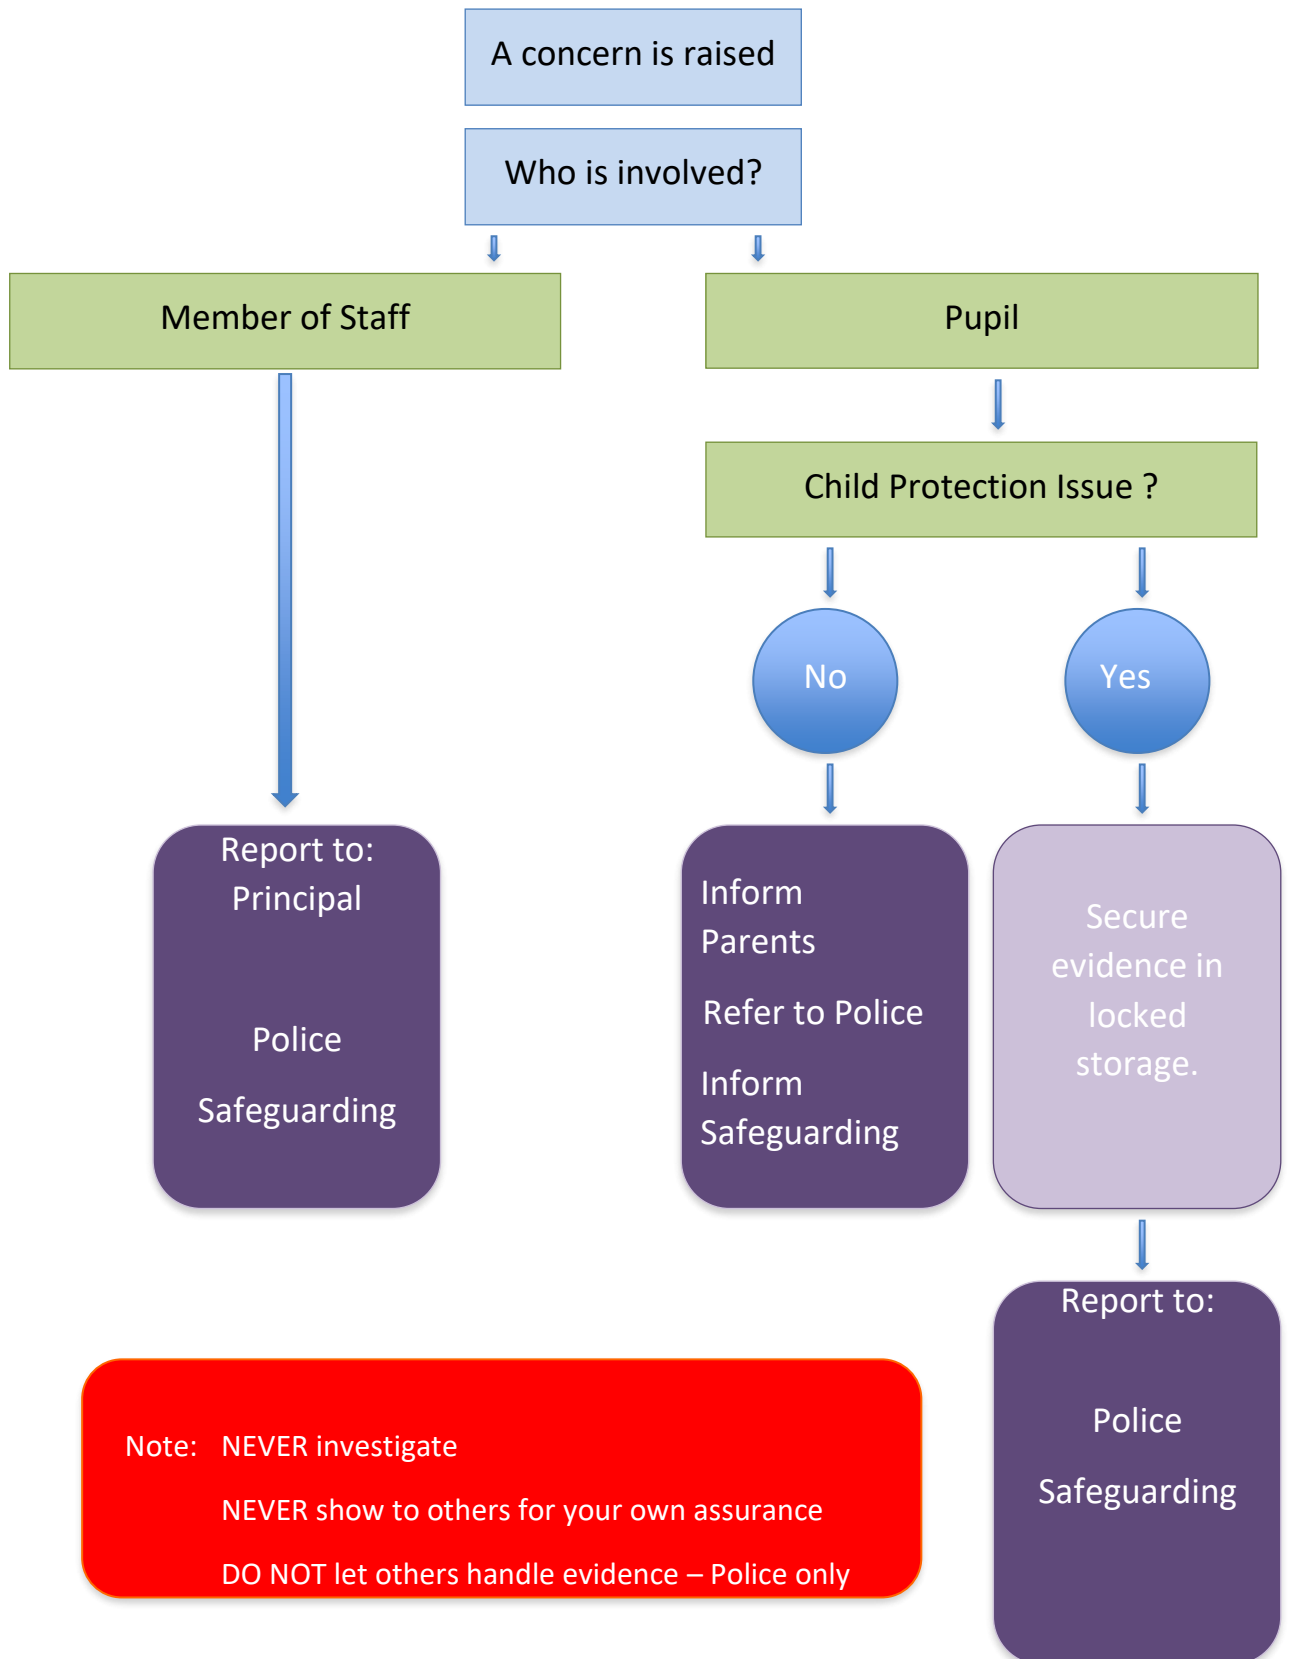 A concern is raised
Who is involved?
Member of Staff
Pupil
Child Protection Issue ?
No
Yes
Report to:
Principal
Police
Safeguarding
Inform
Parents
Refer to Police
Inform
Safeguarding
Secure
evidence in
locked
storage.
Report to:
Police
Safeguarding
Note: NEVER investigate
NEVER show to others for your own assurance
DO NOT let others handle evidence – Police only